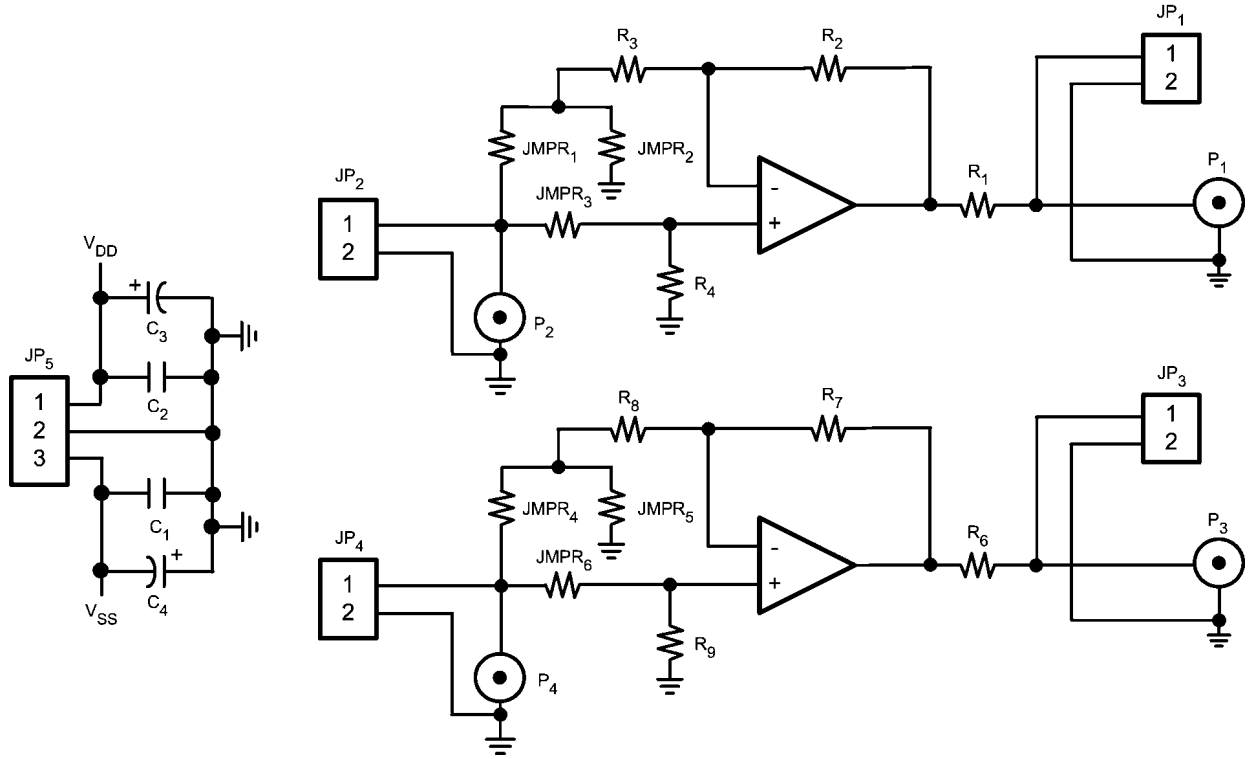 JP1
1
2
R3
R2
JMPR1
JMPR2
JP2
1
2
JMPR3
-
+
R1
P1
R4
P2
VDD
+
C3
JP5
1
2
3
C2
C1
+
C4
VSS
JP3
1
2
R8
R7
JMPR4
JMPR5
JP4
1
2
JMPR6
-
+
R6
P3
R9
P4